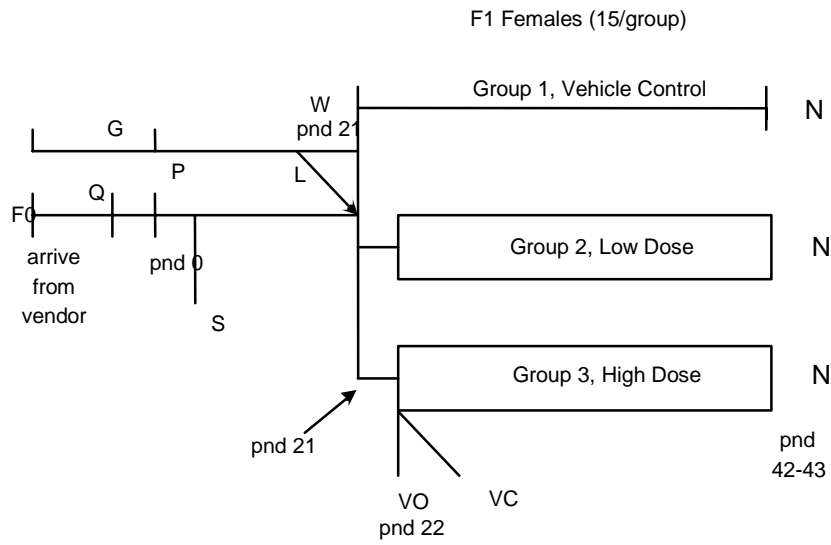 F1 Females (15/group)
Group 1, Vehicle Control
N
W
pnd 21
G
P
L
Q
F0
arrive
from
vendor
pnd 0
S
Group 2, Low Dose
N
Group 3, High Dose
N
pnd 21
pnd
42-43
VO
pnd 22
VC